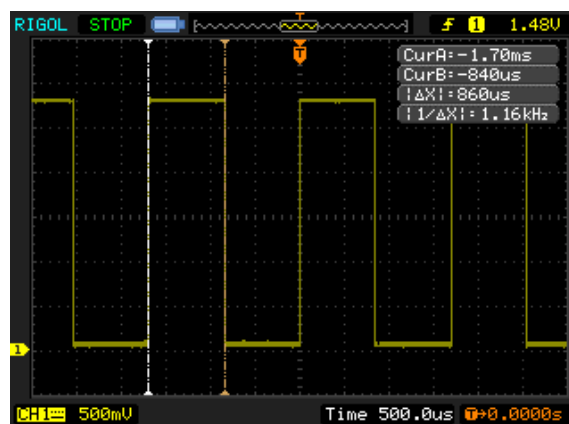 RIGOL STOP T f 1 1.48V
T
CurA=-1.70ms
CurB=-840us
|ΔX|=860us
|1/ΔX|=1.16kHz
1
CH1 500mV Time 500.0us T→0.0000s